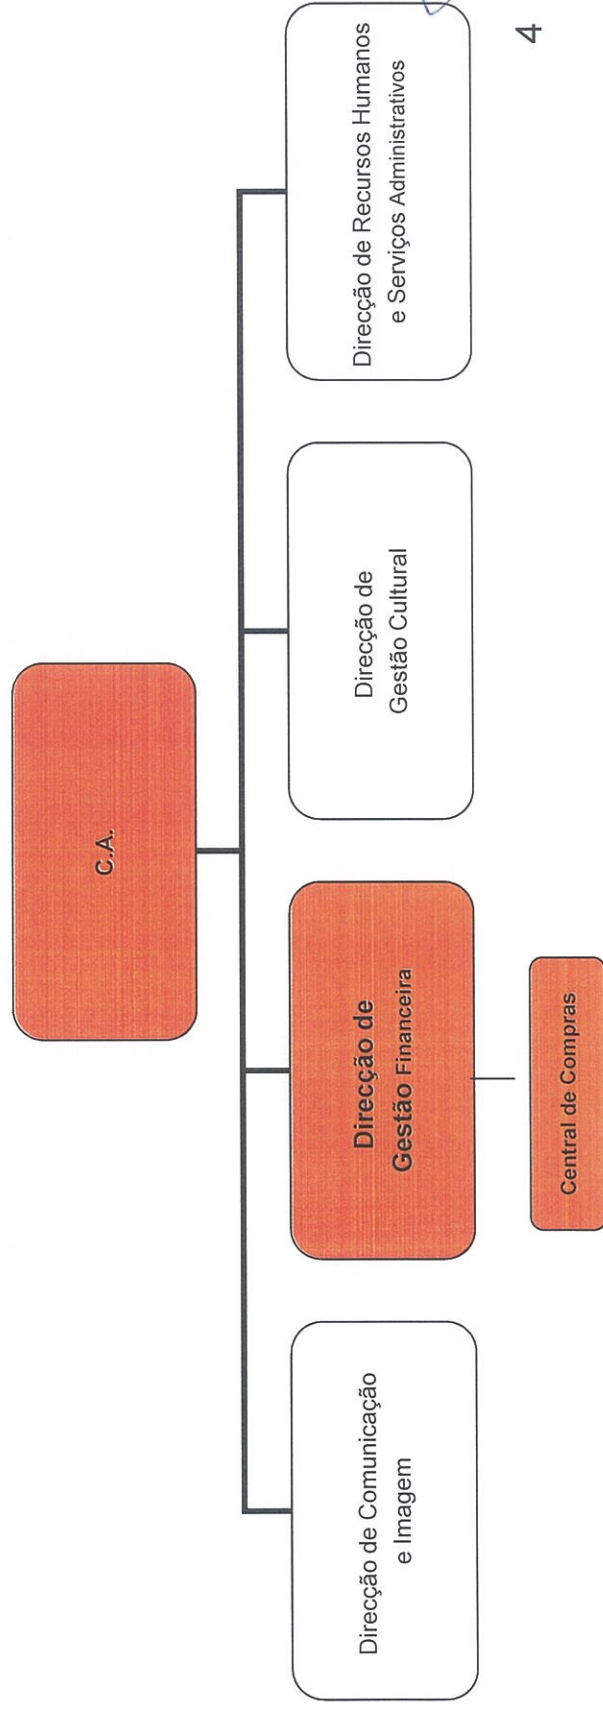 C.A.
Direcção de Comunicação
e Imagem
Direcção de
Gestão Financeira
Direcção de
Gestão Cultural
Direcção de Recursos Humanos
e Serviços Administrativos
Central de Compras
4